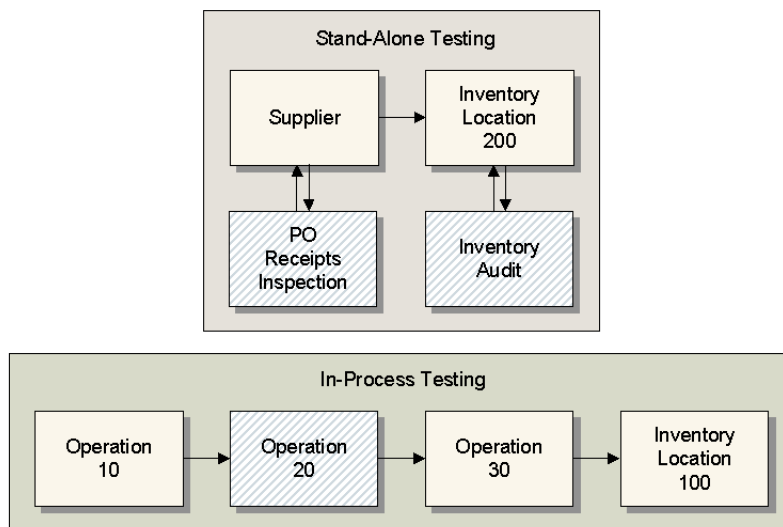 Stand-Alone Testing
Supplier
Inventory
Location
200
PO
Receipts
Inspection
Inventory
Audit
In-Process Testing
Operation
10
Operation
20
Operation
30
Inventory
Location
100